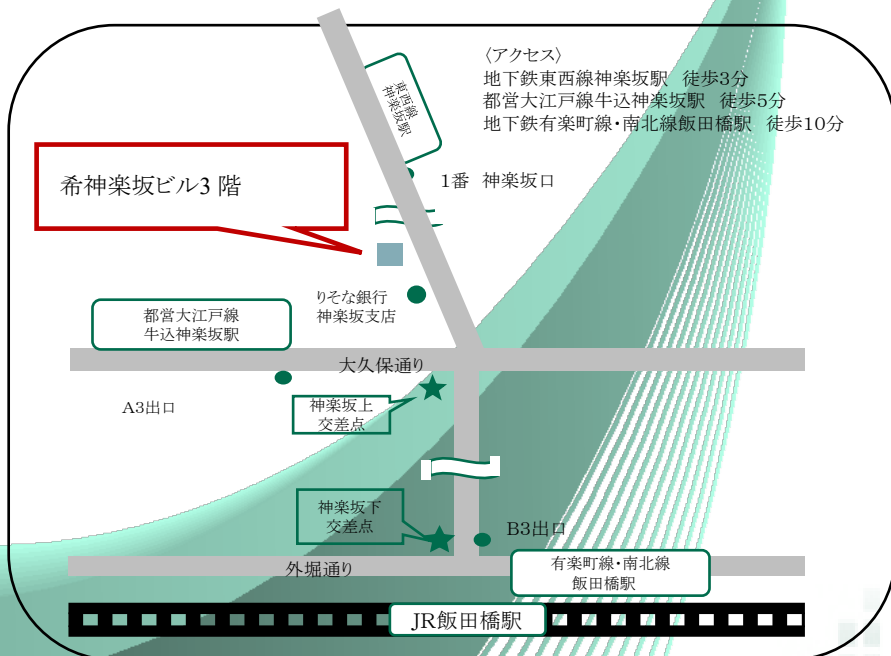 〈アクセス〉
地下鉄東西線神楽坂駅 徒歩3分
都営大江戸線牛込神楽坂駅 徒歩5分
地下鉄有楽町線・南北線飯田橋駅 徒歩10分
東西線
神楽坂駅
1番 神楽坂口
希神楽坂ビル3 階
りそな銀行
神楽坂支店
都営大江戸線
牛込神楽坂駅
大久保通り
A3出口
神楽坂上
交差点
神楽坂下
交差点
B3出口
外堀通り
有楽町線・南北線
飯田橋駅
JR飯田橋駅